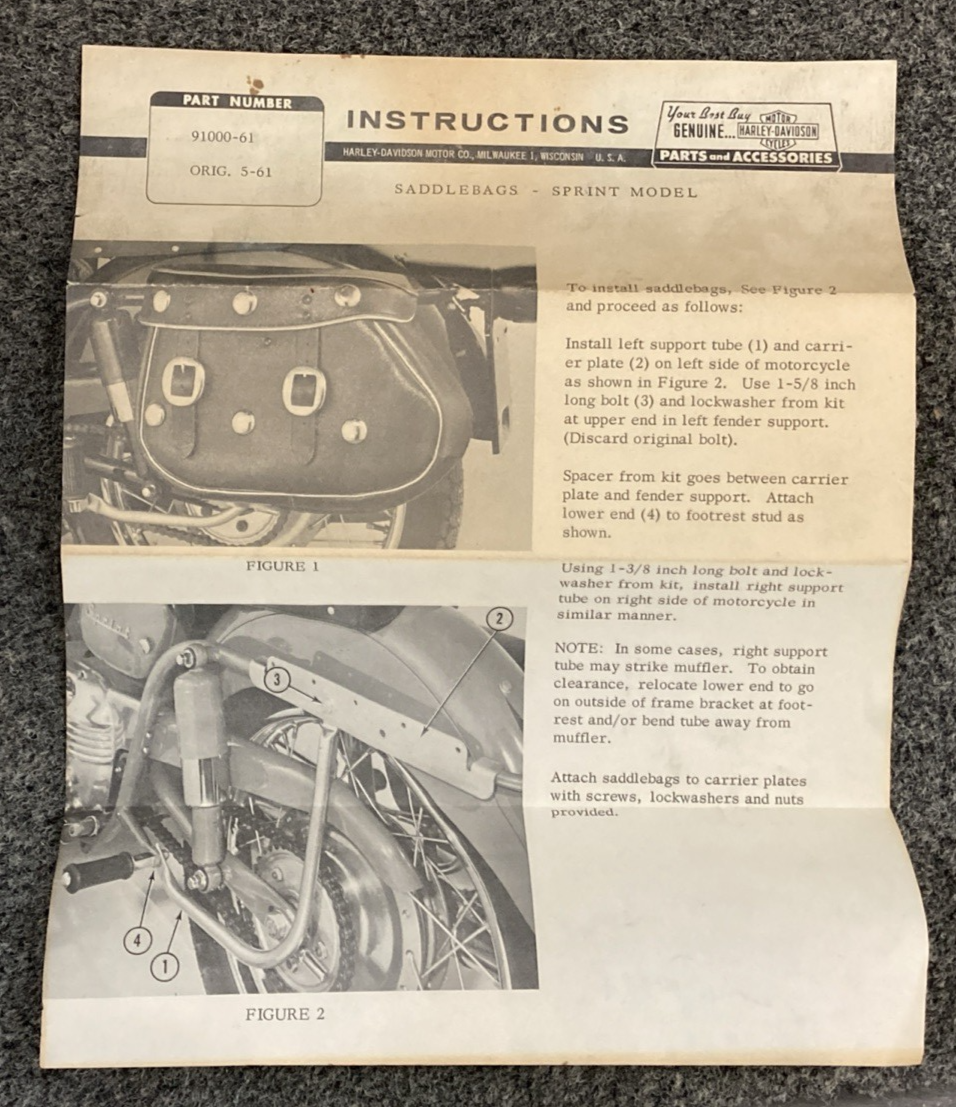 PART NUMBER
91000-61
ORIG. 5-61
INSTRUCTIONS
HARLEY-DAVIDSON MOTOR CO., MILWAUKEE 1, WISCONSIN U. S. A.
Your Best Buy
GENUINE...
MOTOR
HARLEY-DAVIDSON
CYCLES
PARTS and ACCESSORIES
SADDLEBAGS - SPRINT MODEL
To install saddlebags, See Figure 2
and proceed as follows:
Install left support tube (1) and carri-
er plate (2) on left side of motorcycle
as shown in Figure 2. Use 1-5/8 inch
long bolt (3) and lockwasher from kit
at upper end in left fender support.
(Discard original bolt).
Spacer from kit goes between carrier
plate and fender support. Attach
lower end (4) to footrest stud as
shown.
FIGURE 1
Using 1-3/8 inch long bolt and lock-
washer from kit, install right support
tube on right side of motorcycle in
similar manner.
NOTE: In some cases, right support
tube may strike muffler. To obtain
clearance, relocate lower end to go
on outside of frame bracket at foot-
rest and/or bend tube away from
muffler.
Attach saddlebags to carrier plates
with screws, lockwashers and nuts
provided.
Sprint
2
3
4
1
FIGURE 2